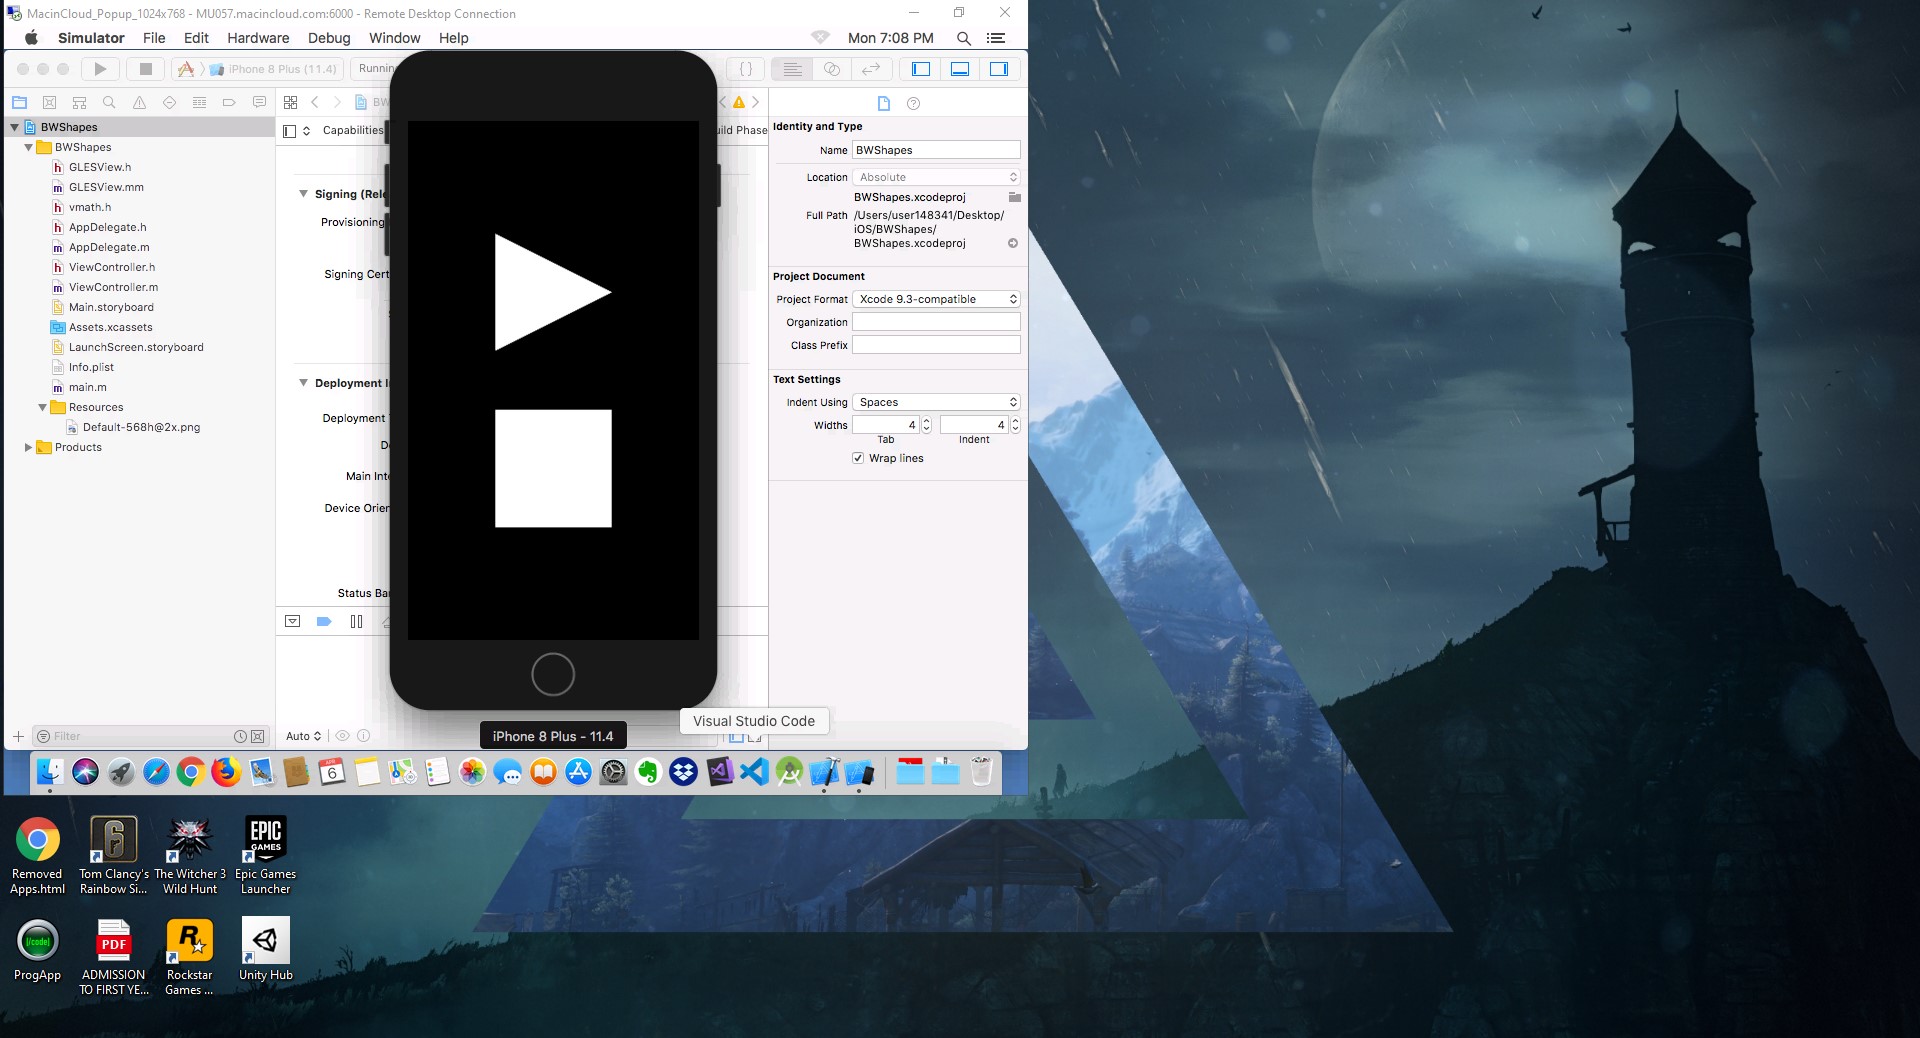 MacinCloud_Popup_1024x768 - MU057.macincloud.com:6000 - Remote Desktop Connection
Simulator File Edit Hardware Debug Window Help Mon 7:08 PM
iPhone 8 Plus (11.4) Runnin
BWShapes
BW
BWShapes
GLESView.h
GLESView.mm
vmath.h
AppDelegate.h
AppDelegate.m
ViewController.h
ViewController.m
Main.storyboard
Assets.xcassets
LaunchScreen.storyboard
Info.plist
main.m
Resources
Default-568h@2x.png
Products
Filter
Capabilities
uild Phase
Signing (Rele
Provisioning
Signing Cert
Deployment I
Deployment
De
Main Inte
Device Orien
Status Ba
Auto
Identity and Type
Name BWShapes
Location Absolute
BWShapes.xcodeproj
Full Path /Users/user148341/Desktop/
iOS/BWShapes/
BWShapes.xcodeproj
Project Document
Project Format Xcode 9.3-compatible
Organization
Class Prefix
Text Settings
Indent Using Spaces
Widths 4 4
Tab Indent
Wrap lines
Visual Studio Code
iPhone 8 Plus - 11.4
APR
6
EPIC
GAMES
Removed
Apps.html
Tom Clancy's
Rainbow Si...
The Witcher 3
Wild Hunt
Epic Games
Launcher
/code
PDF
R
ProgApp
ADMISSION
TO FIRST YE...
Rockstar
Games ...
Unity Hub